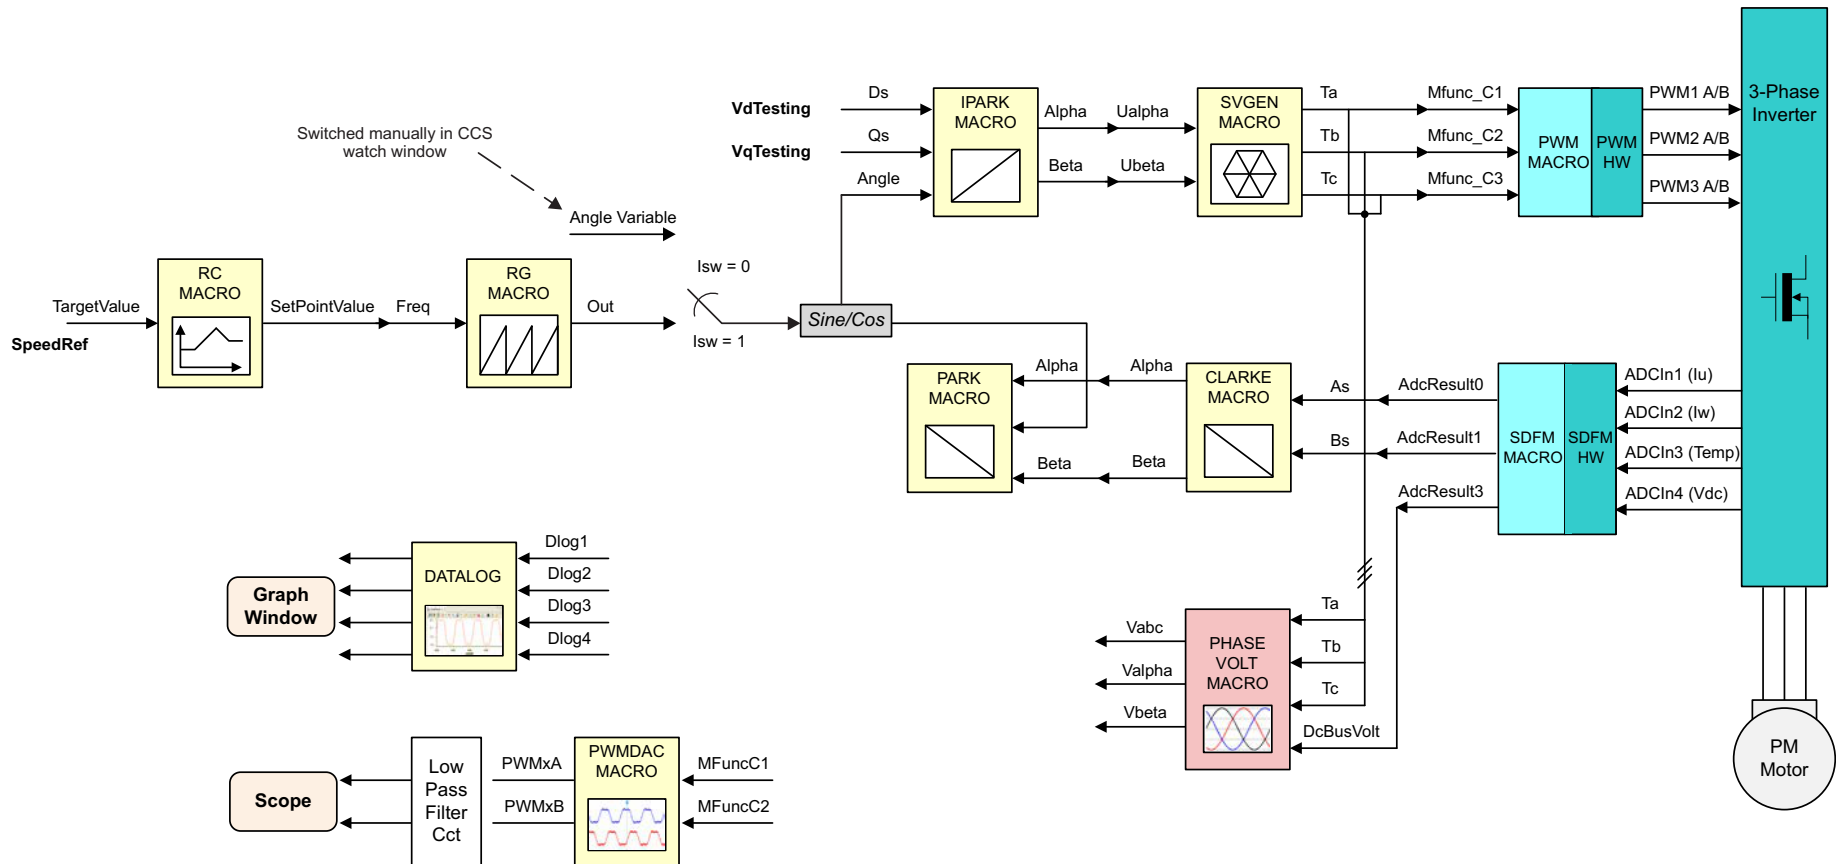 Switched manually in CCS
watch window
Angle Variable
TargetValue
SpeedRef
RC
MACRO
SetPointValue
Freq
RG
MACRO
Out
Isw = 0
Isw = 1
Sine/Cos
VdTesting
VqTesting
Ds
Qs
Angle
IPARK
MACRO
Alpha
Ualpha
Beta
Ubeta
SVGEN
MACRO
Ta
Tb
Tc
Mfunc_C1
Mfunc_C2
Mfunc_C3
PWM
MACRO
PWM
HW
PWM1 A/B
PWM2 A/B
PWM3 A/B
3-Phase
Inverter
PARK
MACRO
Alpha
Alpha
Beta
Beta
CLARKE
MACRO
As
AdcResult0
Bs
AdcResult1
AdcResult3
SDFM
MACRO
SDFM
HW
ADCIn1 (Iu)
ADCIn2 (Iw)
ADCIn3 (Temp)
ADCIn4 (Vdc)
Graph
Window
DATALOG
Dlog1
Dlog2
Dlog3
Dlog4
Vabc
Valpha
Vbeta
PHASE
VOLT
MACRO
Ta
Tb
Tc
DcBusVolt
PM
Motor
Scope
Low
Pass
Filter
Cct
PWMxA
PWMxB
PWMDAC
MACRO
MFuncC1
MFuncC2